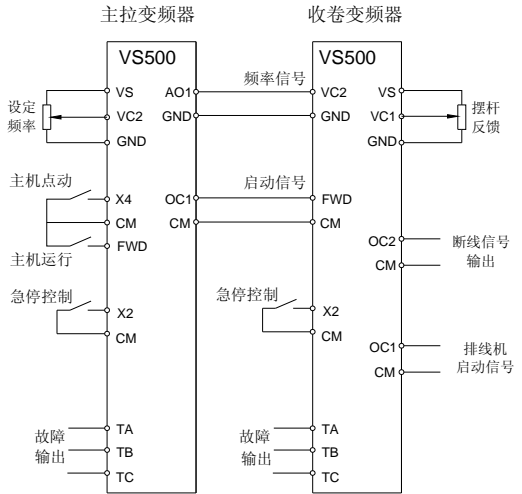 主拉变频器
收卷变频器
VS500
VS500
VS
AO1
频率信号
VC2
VS
设定
频率
VC2
GND
GND
VC1
摆杆
反馈
GND
GND
主机点动
X4
OC1
启动信号
FWD
CM
CM
CM
主机运行
FWD
OC2
断线信号
输出
CM
急停控制
X2
CM
急停控制
X2
CM
OC1
排线机
启动信号
CM
故障
输出
TA
TB
TC
故障
输出
TA
TB
TC